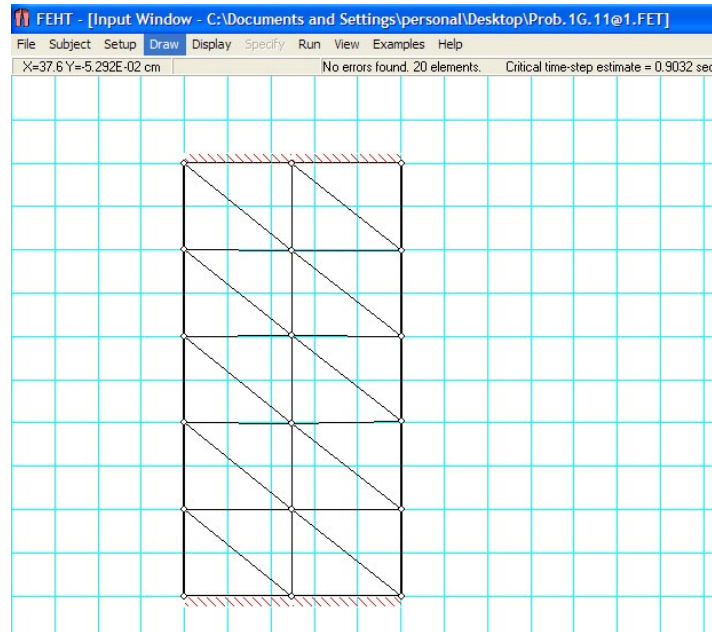 FEHT - [Input Window - C:\Documents and Settings\personal\Desktop\Prob.1G.11@1.FET]
File Subject Setup Draw Display Specify Run View Examples Help
X=37.6 Y=-5.292E-02 cm No errors found. 20 elements. Critical time-step estimate = 0.9032 sec